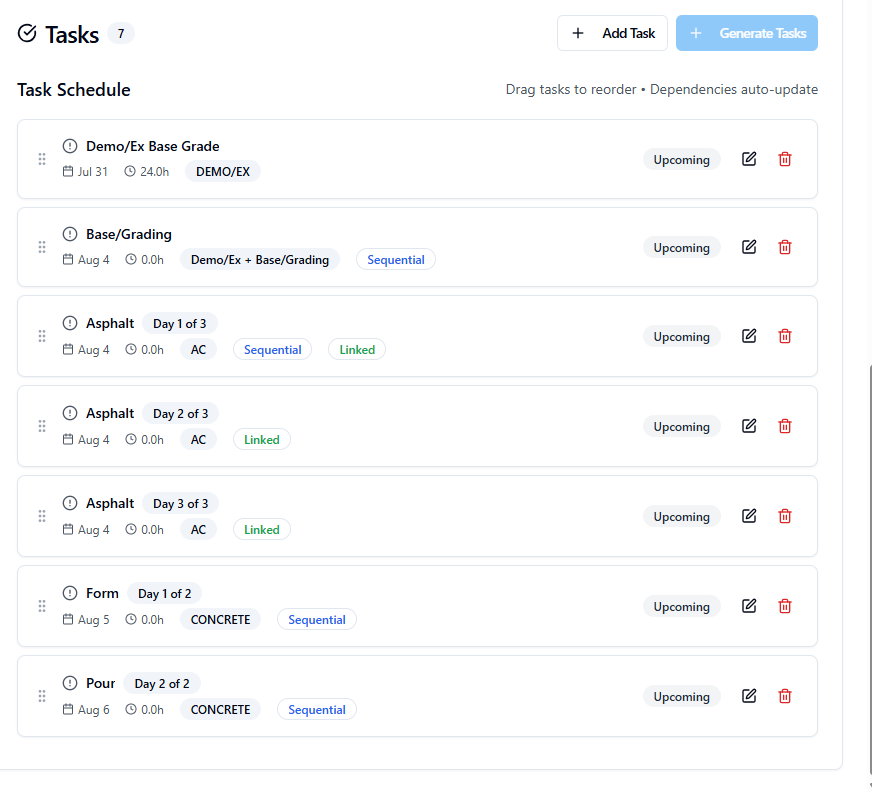 Tasks 7 Add Task Generate Tasks
Task Schedule Drag tasks to reorder • Dependencies auto-update
Demo/Ex Base Grade
Jul 31 24.0h DEMO/EX Upcoming
Base/Grading
Aug 4 0.0h Demo/Ex + Base/Grading Sequential Upcoming
Asphalt Day 1 of 3
Aug 4 0.0h AC Sequential Linked Upcoming
Asphalt Day 2 of 3
Aug 4 0.0h AC Linked Upcoming
Asphalt Day 3 of 3
Aug 4 0.0h AC Linked Upcoming
Form Day 1 of 2
Aug 5 0.0h CONCRETE Sequential Upcoming
Pour Day 2 of 2
Aug 6 0.0h CONCRETE Sequential Upcoming